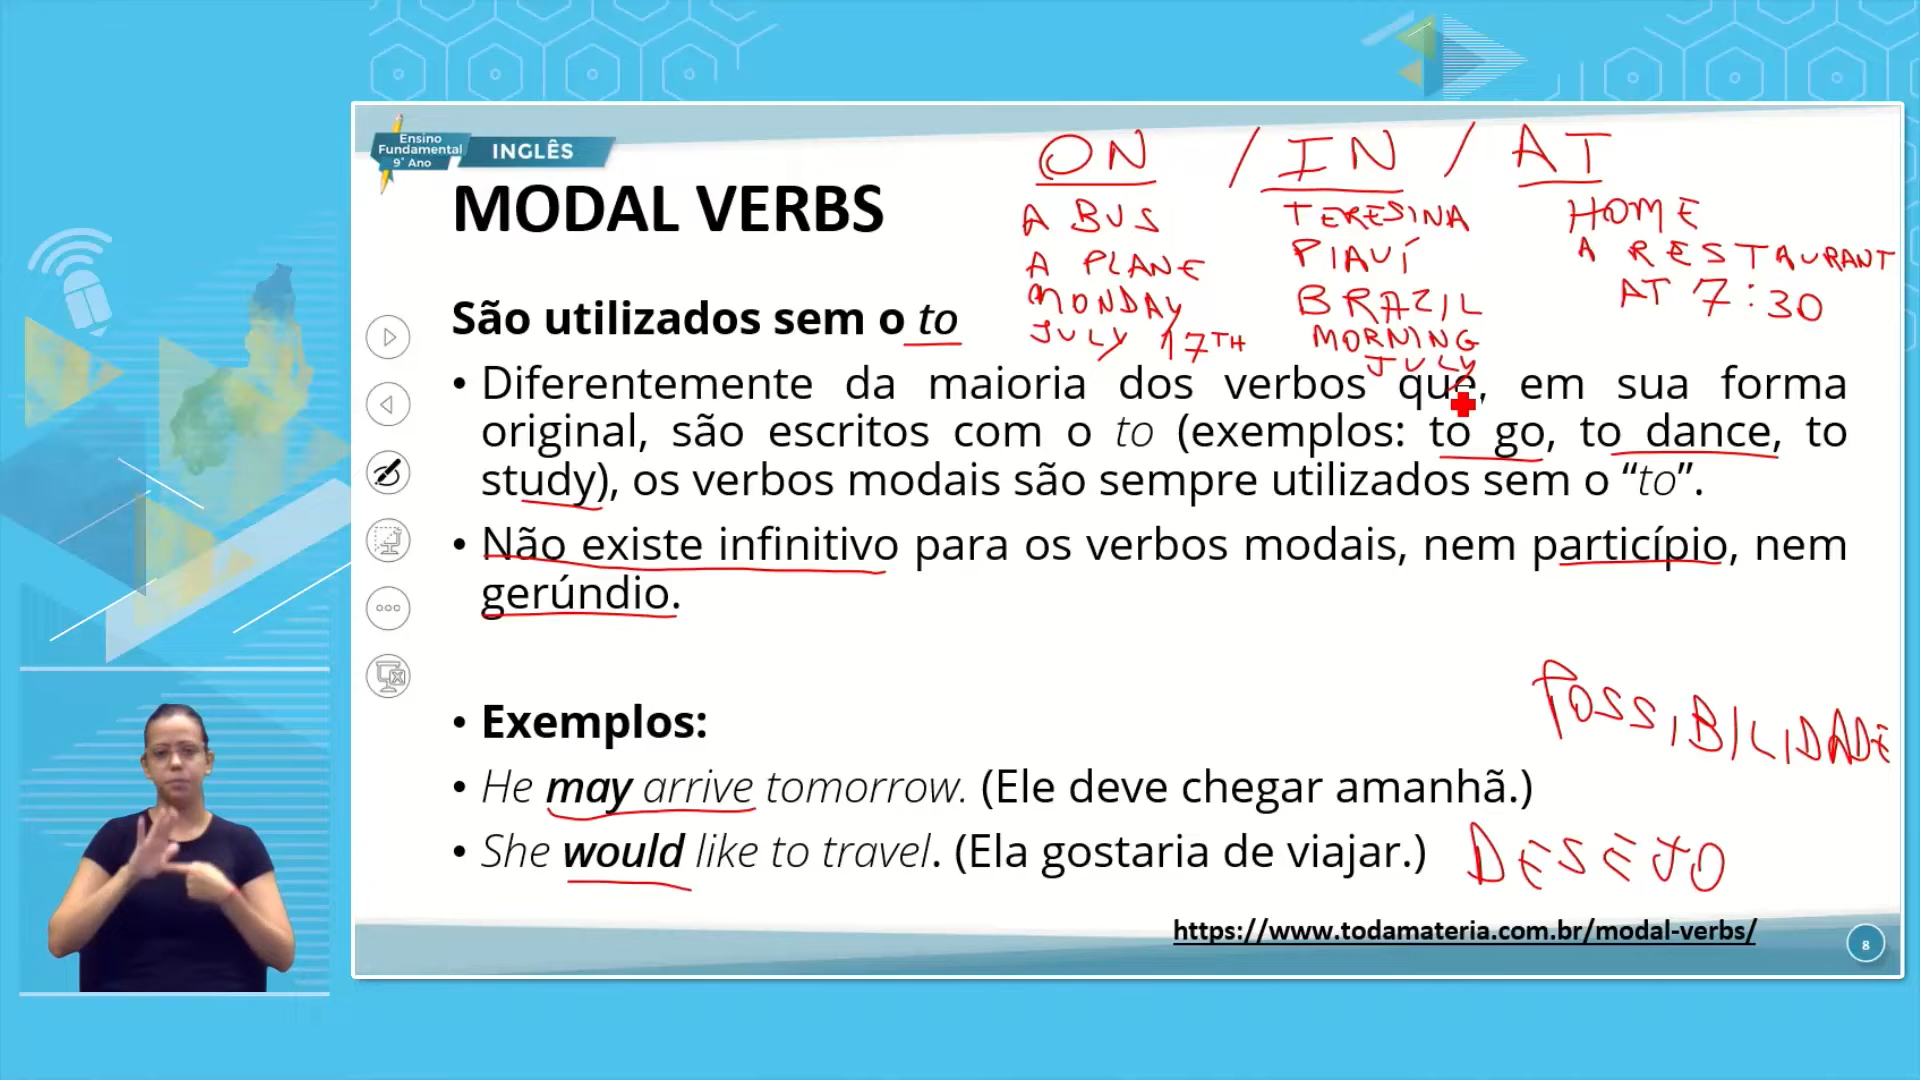 Ensino
Fundamental
9° Ano
INGLÊS
MODAL VERBS
ON / IN / AT
A BUS
A PLANE
MONDAY
JULY 17TH
TERESINA
PIAUÍ
BRAZIL
MORNING
JULY
HOME
A RESTAURANT
AT 7:30
São utilizados sem o to
• Diferentemente da maioria dos verbos que, em sua forma
original, são escritos com o to (exemplos: to go, to dance, to
study), os verbos modais são sempre utilizados sem o “to”.
• Não existe infinitivo para os verbos modais, nem particípio, nem
gerúndio.
POSSIBILIDADE
• Exemplos:
• He may arrive tomorrow. (Ele deve chegar amanhã.)
• She would like to travel. (Ela gostaria de viajar.)
DESEJO
https://www.todamateria.com.br/modal-verbs/
8